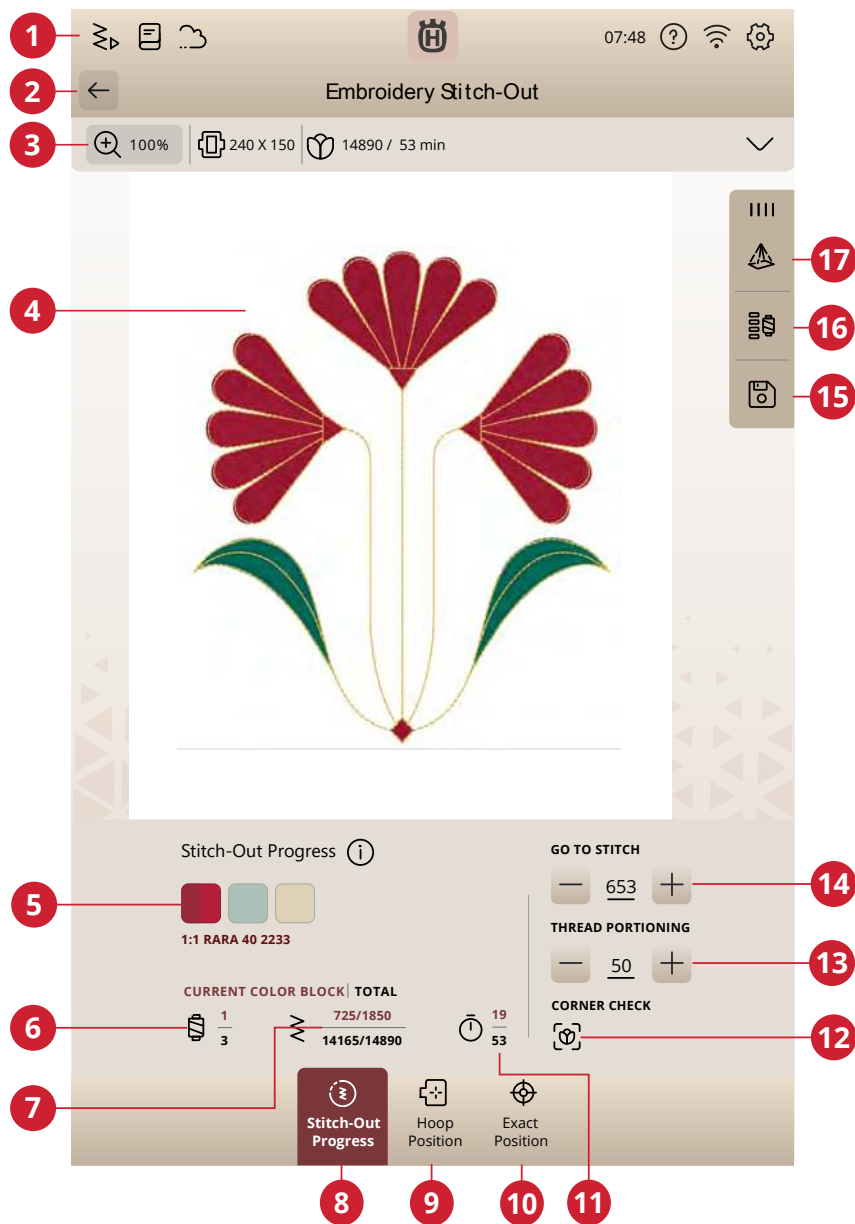 1
07:48
2
Embroidery Stitch-Out
3
100%
240 X 150
14890 / 53 min
17
4
16
15
Stitch-Out Progress
GO TO STITCH
653
14
5
1:1 RARA 40 2233
THREAD PORTIONING
50
13
CURRENT COLOR BLOCK | TOTAL
CORNER CHECK
6
1
3
725/1850
14165/14890
19
53
12
7
Stitch-Out
Progress
Hoop
Position
Exact
Position
8
9
10
11